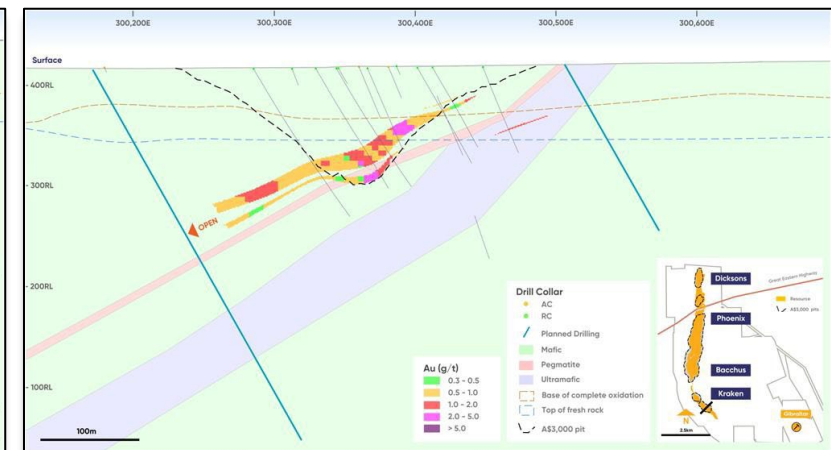 300,200E
300,300E
300,400E
300,500E
300,600E
Surface
400RL
300RL
200RL
100RL
OPEN
100m
Au (g/t)
0.3 - 0.5
0.5 - 1.0
1.0 - 2.0
2.0 - 5.0
> 5.0
Drill Collar
AC
RC
Planned Drilling
Mafic
Pegmatite
Ultramafic
Base of complete oxidation
Top of fresh rock
A$3,000 pit
Dicksons
Great Eastern Highway
Resource
A$3,000 pits
Phoenix
Bacchus
Kraken
Gibraltar
N
2.5km